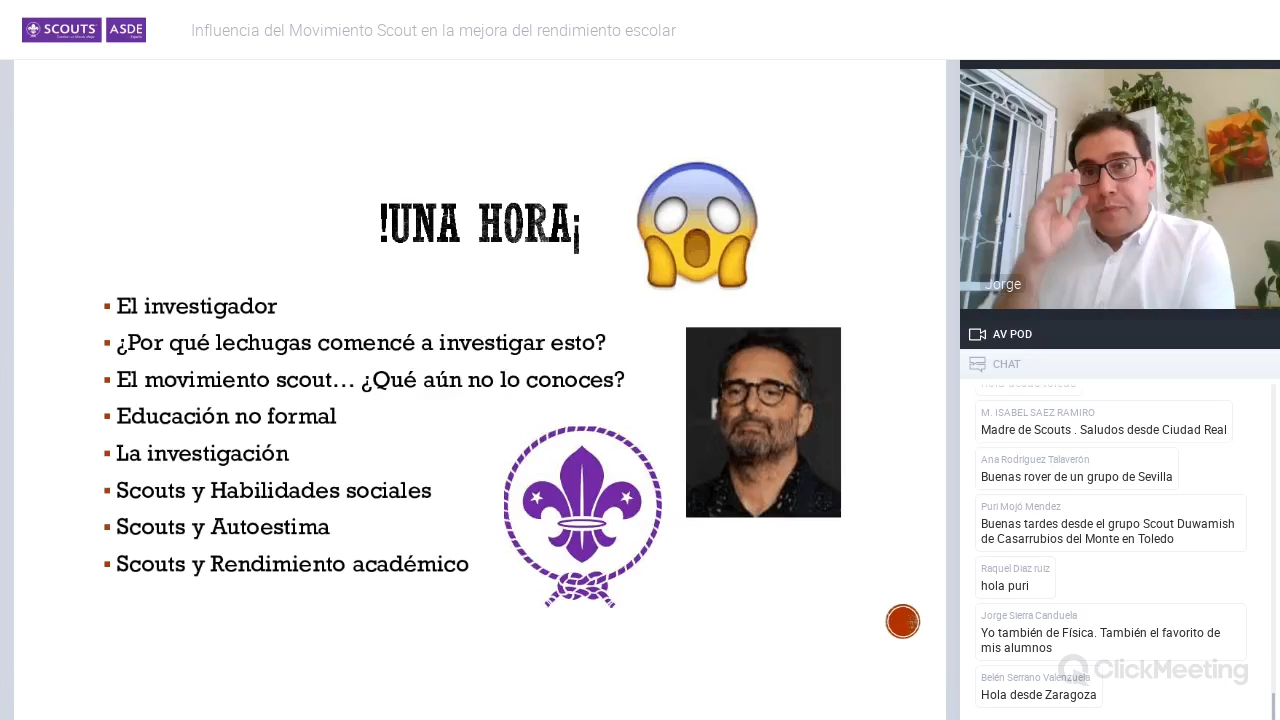 SCOUTS
ASDE
Influencia del Movimiento Scout en la mejora del rendimiento escolar
!UNA HORA¡
▪ El investigador
▪ ¿Por qué lechugas comencé a investigar esto?
▪ El movimiento scout… ¿Qué aún no lo conoces?
▪ Educación no formal
▪ La investigación
▪ Scouts y Habilidades sociales
▪ Scouts y Autoestima
▪ Scouts y Rendimiento académico
Jorge
AV POD
CHAT
M. ISABEL SAEZ RAMIRO
Madre de Scouts . Saludos desde Ciudad Real
Ana Rodríguez Talaverón
Buenas rover de un grupo de Sevilla
Puri Mojó Mendez
Buenas tardes desde el grupo Scout Duwamish
de Casarrubios del Monte en Toledo
Raquel Diaz ruiz
hola puri
Jorge Sierra Canduela
Yo también de Física. También el favorito de
mis alumnos
Belén Serrano Valenzuela
Hola desde Zaragoza
ClickMeeting